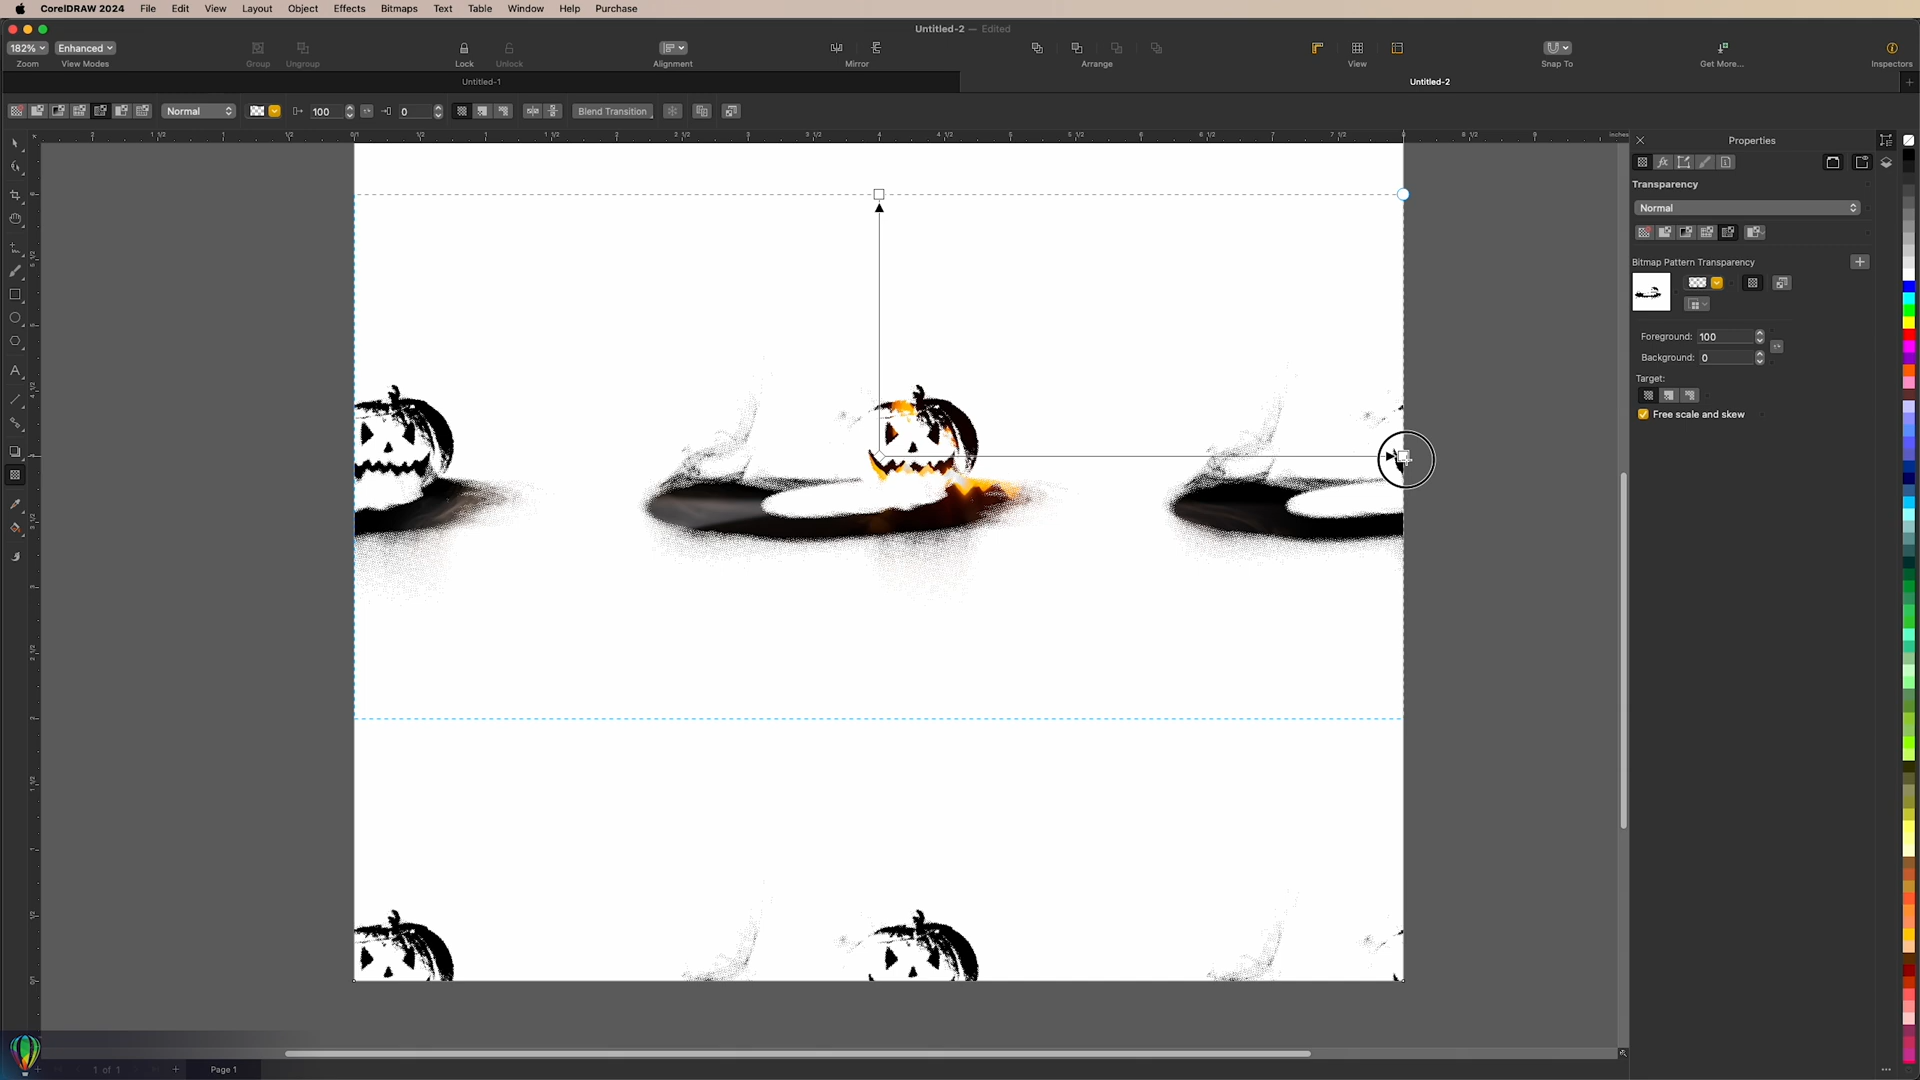 CorelDRAW 2024 File Edit View Layout Object Effects Bitmaps Text Table Window Help Purchase
Untitled-2 — Edited
182% Enhanced
Zoom View Modes Group Ungroup Lock Unlock Alignment Mirror Arrange View Snap To Get More... Inspectors
Untitled-1 Untitled-2
Normal 100 0 Blend Transition
inches
Properties
Transparency
Normal
Bitmap Pattern Transparency
Foreground: 100
Background: 0
Target:
Free scale and skew
1 of 1 Page 1